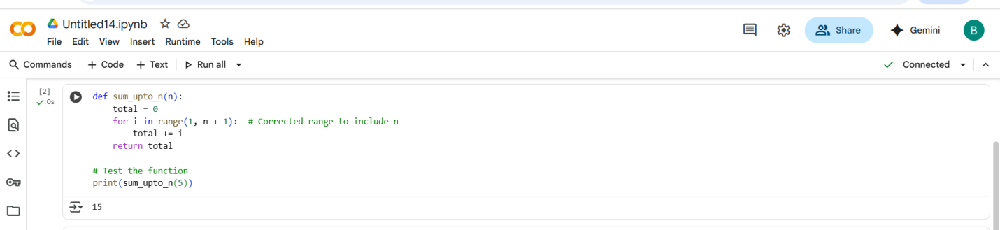 Untitled14.ipynb
File Edit View Insert Runtime Tools Help
Share
Gemini
B
Commands + Code + Text Run all
Connected
[2]
0s
def sum_upto_n(n):
    total = 0
    for i in range(1, n + 1):  # Corrected range to include n
        total += i
    return total

# Test the function
print(sum_upto_n(5))
15